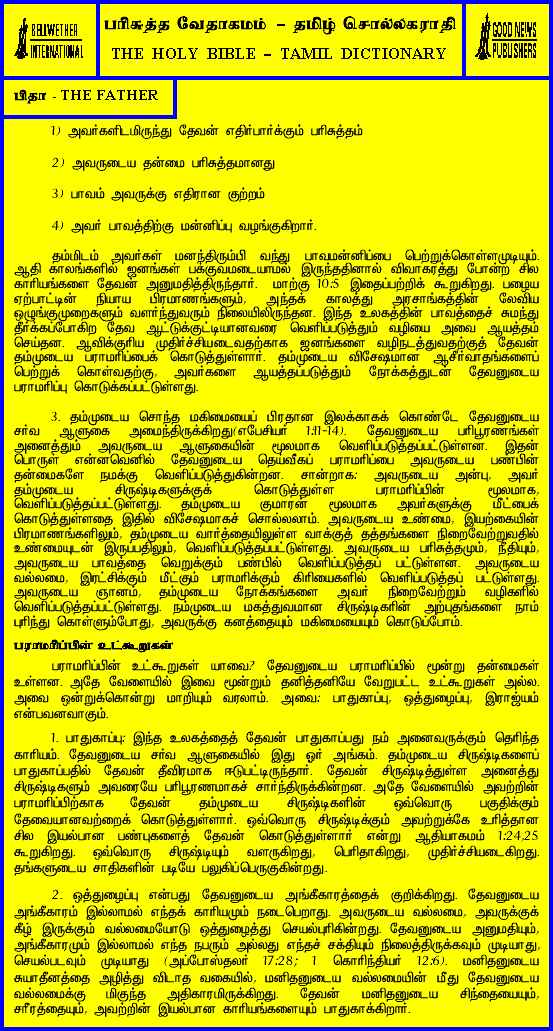 BELLWETHER
INTERNATIONAL
பரிசுத்த வேதாகமம் – தமிழ் சொல்லகராதி
THE HOLY BIBLE – TAMIL DICTIONARY
GOOD NEWS
PUBLISHERS
பிதா - THE FATHER
1) அவர்களிடமிருந்து தேவன் எதிர்பார்க்கும் பரிசுத்தம்
2) அவருடைய தன்மை பரிசுத்தமானது
3) பாவம் அவருக்கு எதிரான குற்றம்
4) அவர் பாவத்திற்கு மன்னிப்பு வழங்குகிறார்.
தம்மிடம் அவர்கள் மனந்திரும்பி வந்து பாவமன்னிப்பை பெற்றுக்கொள்ளமுடியும்.
ஆதி காலங்களில் ஜனங்கள் பக்குவமடையாமல் இருந்ததினால் விவாகரத்து போன்ற சில
காரியங்களை தேவன் அனுமதித்திருந்தார். மாற்கு 10:5 இதைப்பற்றிக் கூறுகிறது. பழைய
ஏற்பாட்டின் நியாய பிரமாணங்களும், அந்தக் காலத்து அரசாங்கத்தின் லேவிய
ஒழுங்குமுறைகளும் வளர்ந்துவரும் நிலையிலிருந்தன. இந்த உலகத்தின் பாவத்தைச் சுமந்து
தீர்க்கப்போகிற தேவ ஆட்டுக்குட்டியானவரை வெளிப்படுத்தும் வழியை அவை ஆயத்தம்
செய்தன. ஆவிக்குரிய முதிர்ச்சியடைவதற்காக ஜனங்களை வழிநடத்துவதற்குத் தேவன்
தம்முடைய பராமரிப்பைக் கொடுத்துள்ளார். தம்முடைய விசேஷமான ஆசீர்வாதங்களைப்
பெற்றுக் கொள்வதற்கு, அவர்களை ஆயத்தப்படுத்தும் நோக்கத்துடன் தேவனுடைய
பராமரிப்பு கொடுக்கப்பட்டுள்ளது.
3. தம்முடைய சொந்த மகிமையைப் பிரதான இலக்காகக் கொண்டே தேவனுடைய
சர்வ ஆளுகை அமைந்திருக்கிறது(எபேசியர் 1:11-14). தேவனுடைய பரிபூரணங்கள்
அனைத்தும் அவருடைய ஆளுகையின் மூலமாக வெளிப்படுத்தப்பட்டுள்ளன. இதன்
பொருள் என்னவெனில் தேவனுடைய தெய்வீகப் பராமரிப்பை அவருடைய பண்பின்
தன்மைகளே நமக்கு வெளிப்படுத்துகின்றன. சான்றாக: அவருடைய அன்பு, அவர்
தம்முடைய சிருஷ்டிகளுக்குக் கொடுத்துள்ள பராமரிப்பின் மூலமாக,
வெளிப்படுத்தப்பட்டுள்ளது. தம்முடைய குமாரன் மூலமாக அவர்களுக்கு மீட்பைக்
கொடுத்துள்ளதை இதில் விசேஷமாகச் சொல்லலாம். அவருடைய உண்மை, இயற்கையின்
பிரமாணங்களிலும், தம்முடைய வார்த்தையிலுள்ள வாக்குத் தத்தங்களை நிறைவேற்றுவதில்
உண்மையுடன் இருப்பதிலும், வெளிப்படுத்தப்பட்டுள்ளது. அவருடைய பரிசுத்தமும், நீதியும்,
அவருடைய பாவத்தை வெறுக்கும் பண்பில் வெளிப்படுத்தப் பட்டுள்ளன. அவருடைய
வல்லமை, இரட்சிக்கும் மீட்கும் பராமரிக்கும் கிரியைகளில் வெளிப்படுத்தப் பட்டுள்ளது.
அவருடைய ஞானம், தம்முடைய நோக்கங்களை அவர் நிறைவேற்றும் வழிகளில்
வெளிப்படுத்தப்பட்டுள்ளது. நம்முடைய மகத்துவமான சிருஷ்டிகரின் அற்புதங்களை நாம்
புரிந்து கொள்ளும்போது, அவருக்கு கனத்தையும் மகிமையையும் கொடுப்போம்.
பராமரிப்பின் உட்கூறுகள்
பராமரிப்பின் உட்கூறுகள் யாவை? தேவனுடைய பராமரிப்பில் மூன்று தன்மைகள்
உள்ளன. அதே வேளையில் இவை மூன்றும் தனித்தனியே வேறுபட்ட உட்கூறுகள் அல்ல.
அவை ஒன்றுக்கொன்று மாறியும் வரலாம். அவை: பாதுகாப்பு, ஒத்துழைப்பு, இராஜ்யம்
என்பவனவாகும்.
1. பாதுகாப்பு: இந்த உலகத்தைத் தேவன் பாதுகாப்பது நம் அனைவருக்கும் தெரிந்த
காரியம். தேவனுடைய சர்வ ஆளுகையில் இது ஓர் அங்கம். தம்முடைய சிருஷ்டிகளைப்
பாதுகாப்பதில் தேவன் தீவிரமாக ஈடுபட்டிருந்தார். தேவன் சிருஷ்டித்துள்ள அனைத்து
சிருஷ்டிகளும் அவரையே பரிபூரணமாகச் சார்ந்திருக்கின்றன. அதே வேளையில் அவற்றின்
பராமரிப்பிற்காக தேவன் தம்முடைய சிருஷ்டிகளின் ஒவ்வொரு பகுதிக்கும்
தேவையானவற்றைக் கொடுத்துள்ளார். ஒவ்வொரு சிருஷ்டிக்கும் அவற்றுக்கே உரித்தான
சில இயல்பான பண்புகளைத் தேவன் கொடுத்துள்ளார் என்று ஆதியாகமம் 1:24,25
கூறுகிறது. ஒவ்வொரு சிருஷ்டியும் வளருகிறது, பெரிதாகிறது, முதிர்ச்சியடைகிறது.
தங்களுடைய சாதிகளின் படியே பலுகிப்பெருகுகின்றது.
2. ஒத்துழைப்பு என்பது தேவனுடைய அங்கீகாரத்தைக் குறிக்கிறது. தேவனுடைய
அங்கீகாரம் இல்லாமல் எந்தக் காரியமும் நடைபெறாது. அவருடைய வல்லமை, அவருக்குக்
கீழ் இருக்கும் வல்லமையோடு ஒத்துழைத்து செயல்புரிகின்றது. தேவனுடைய அனுமதியும்,
அங்கீகாரமும் இல்லாமல் எந்த நபரும் அல்லது எந்தச் சக்தியும் நிலைத்திருக்கவும் முடியாது,
செயல்படவும் முடியாது (அப்போஸ்தலர் 17:28; 1 கொரிந்தியர் 12:6). மனிதனுடைய
சுயாதீனத்தை அழித்து விடாத வகையில், மனிதனுடைய வல்லமையின் மீது தேவனுடைய
வல்லமைக்கு மிகுந்த அதிகாரமிருக்கிறது. தேவன் மனிதனுடைய சிந்தையையும்,
சரீரத்தையும், அவற்றின் இயல்பான காரியங்களையும் பாதுகாக்கிறார்.